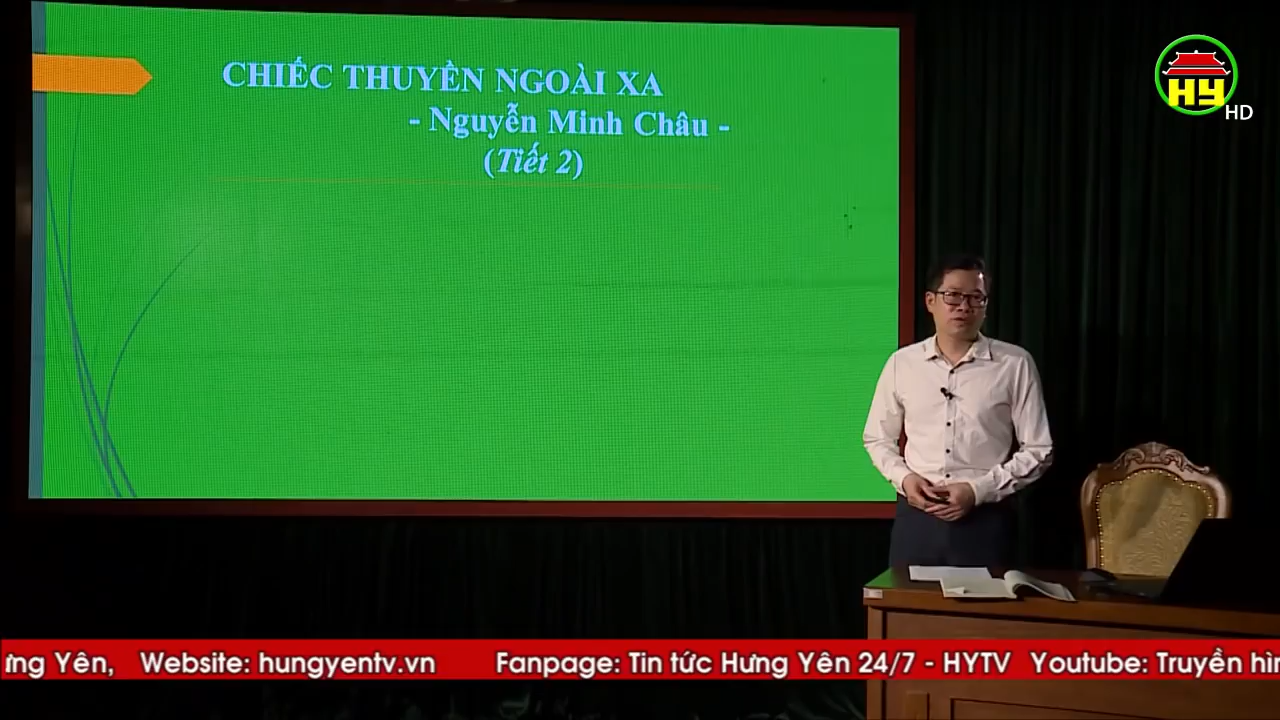 CHIẾC THUYỀN NGOÀI XA
- Nguyễn Minh Châu -
(Tiết 2)
HY
HD
ưng Yên, Website: hungyentv.vn Fanpage: Tin tức Hưng Yên 24/7 - HYTV Youtube: Truyền hìn